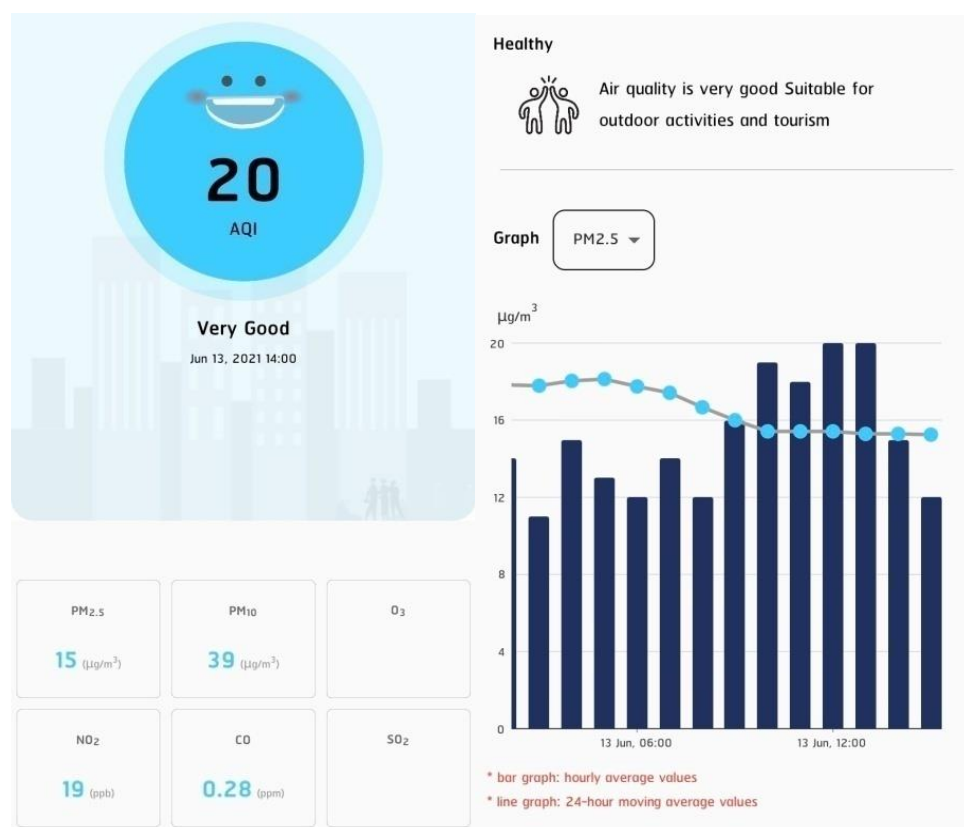 20
AQI
Very Good
Jun 13, 2021 14:00
PM2.5
15 (µg/m³)
PM10
39 (µg/m³)
O3
NO2
19 (ppb)
CO
0.28 (ppm)
SO2
Healthy
Air quality is very good Suitable for
outdoor activities and tourism
Graph
PM2.5
µg/m³
20
16
12
8
4
0
13 Jun, 06:00
13 Jun, 12:00
* bar graph: hourly average values
* line graph: 24-hour moving average values